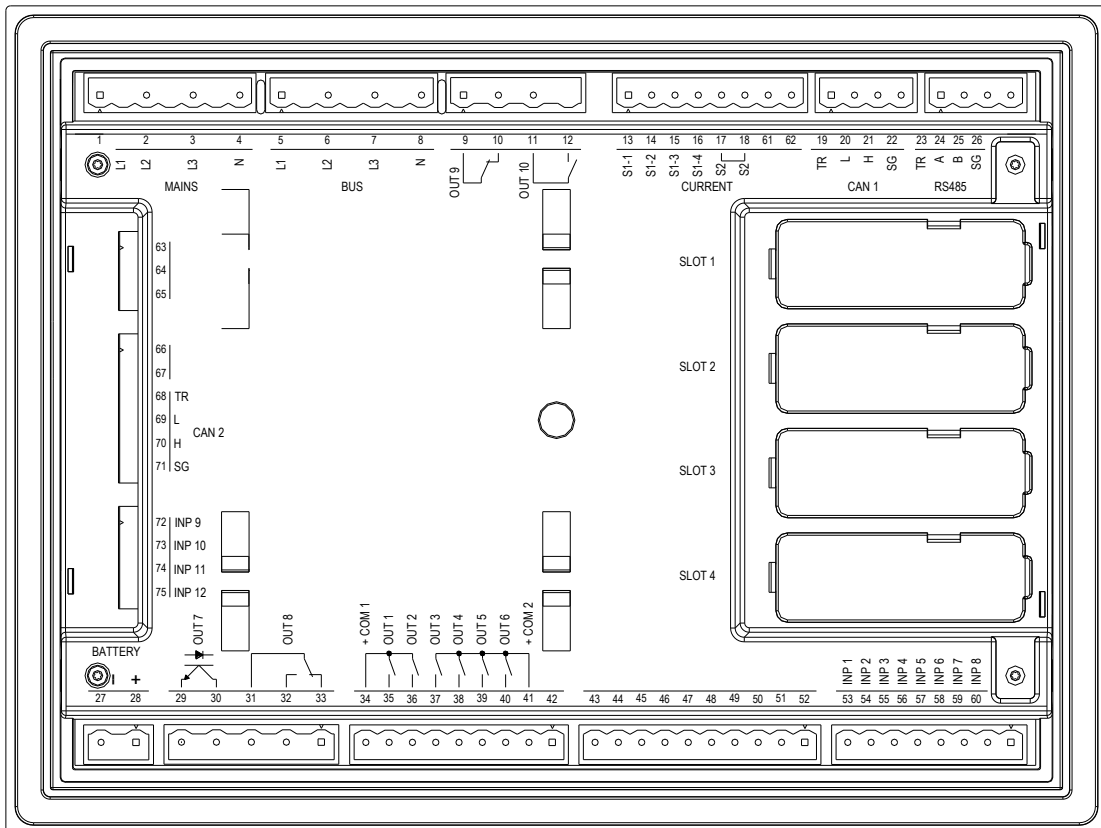 1 2 3 4 5 6 7 8 9 10 11 12 13 14 15 16 17 18 61 62 19 20 21 22 23 24 25 26
L1 L2 L3 N L1 L2 L3 N OUT 9 OUT 10 S1-1 S1-2 S1-3 S1-4 S2 S2 TR L H SG TR A B SG
MAINS BUS CURRENT CAN 1 RS485
63
64
65
SLOT 1
66
67
68 TR
69 L
70 H
71 SG
CAN 2
SLOT 2
SLOT 3
72 INP 9
73 INP 10
74 INP 11
75 INP 12
SLOT 4
BATTERY OUT 7 OUT 8 + COM 1 OUT 1 OUT 2 OUT 3 OUT 4 OUT 5 OUT 6 + COM 2
– + INP 1 INP 2 INP 3 INP 4 INP 5 INP 6 INP 7 INP 8
27 28 29 30 31 32 33 34 35 36 37 38 39 40 41 42 43 44 45 46 47 48 49 50 51 52 53 54 55 56 57 58 59 60